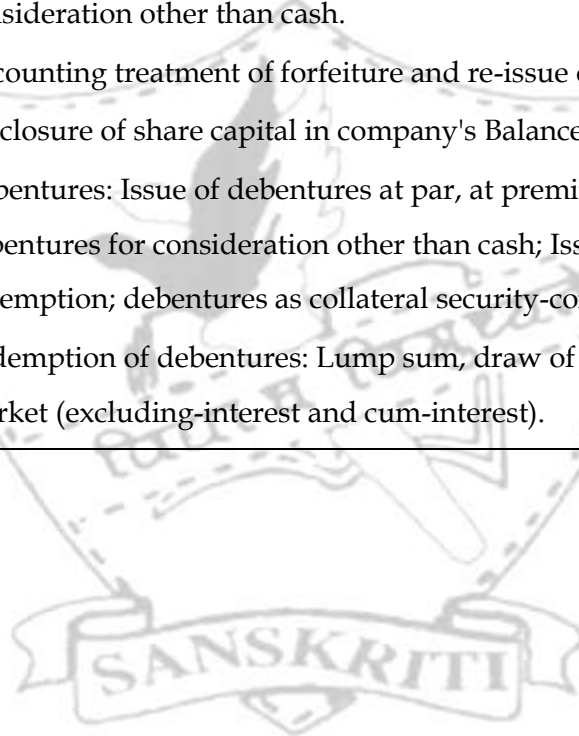 nsideration other than cash.
counting treatment of forfeiture and re-issue
closure of share capital in company's Balance
bentures: Issue of debentures at par, at premi
bentures for consideration other than cash; Iss
emption; debentures as collateral security-co
demption of debentures: Lump sum, draw of
rket (excluding-interest and cum-interest).
SANSKRITI